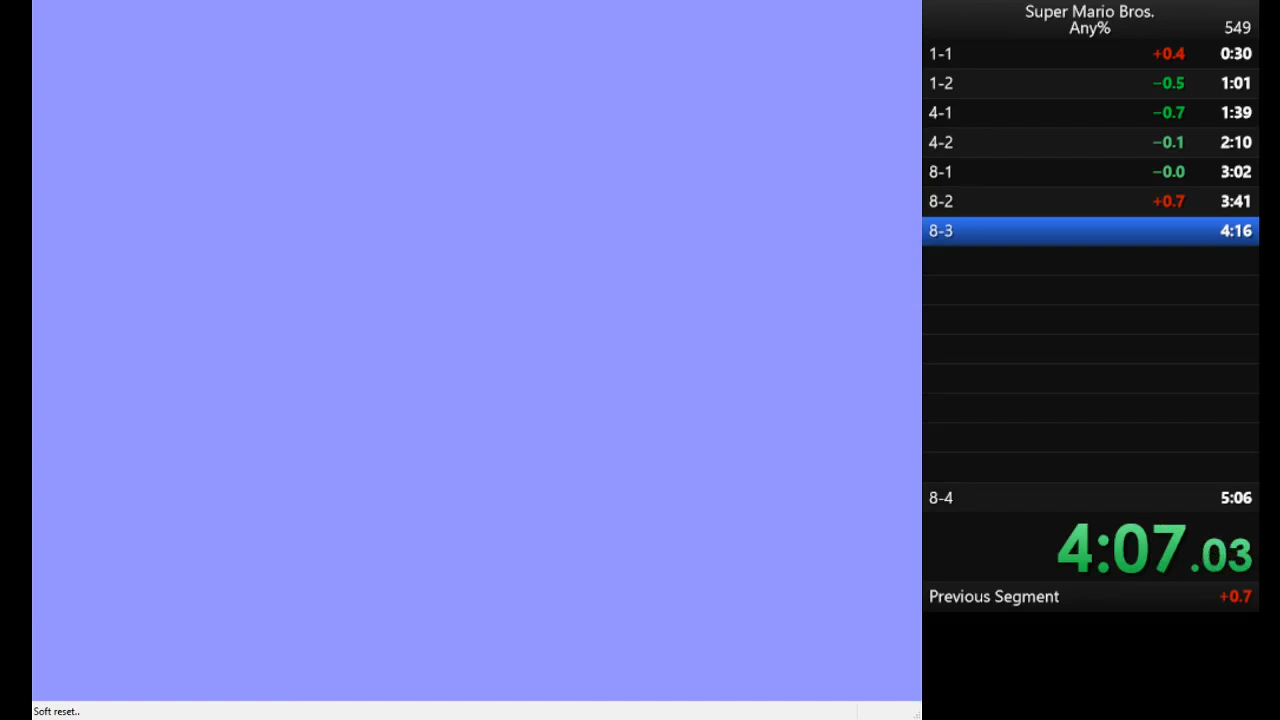 Super Mario Bros.
Any% 549
1-1 +0.4 0:30
1-2 −0.5 1:01
4-1 −0.7 1:39
4-2 −0.1 2:10
8-1 −0.0 3:02
8-2 +0.7 3:41
8-3 4:16
8-4 5:06
4:07.03
Previous Segment +0.7
Soft reset..